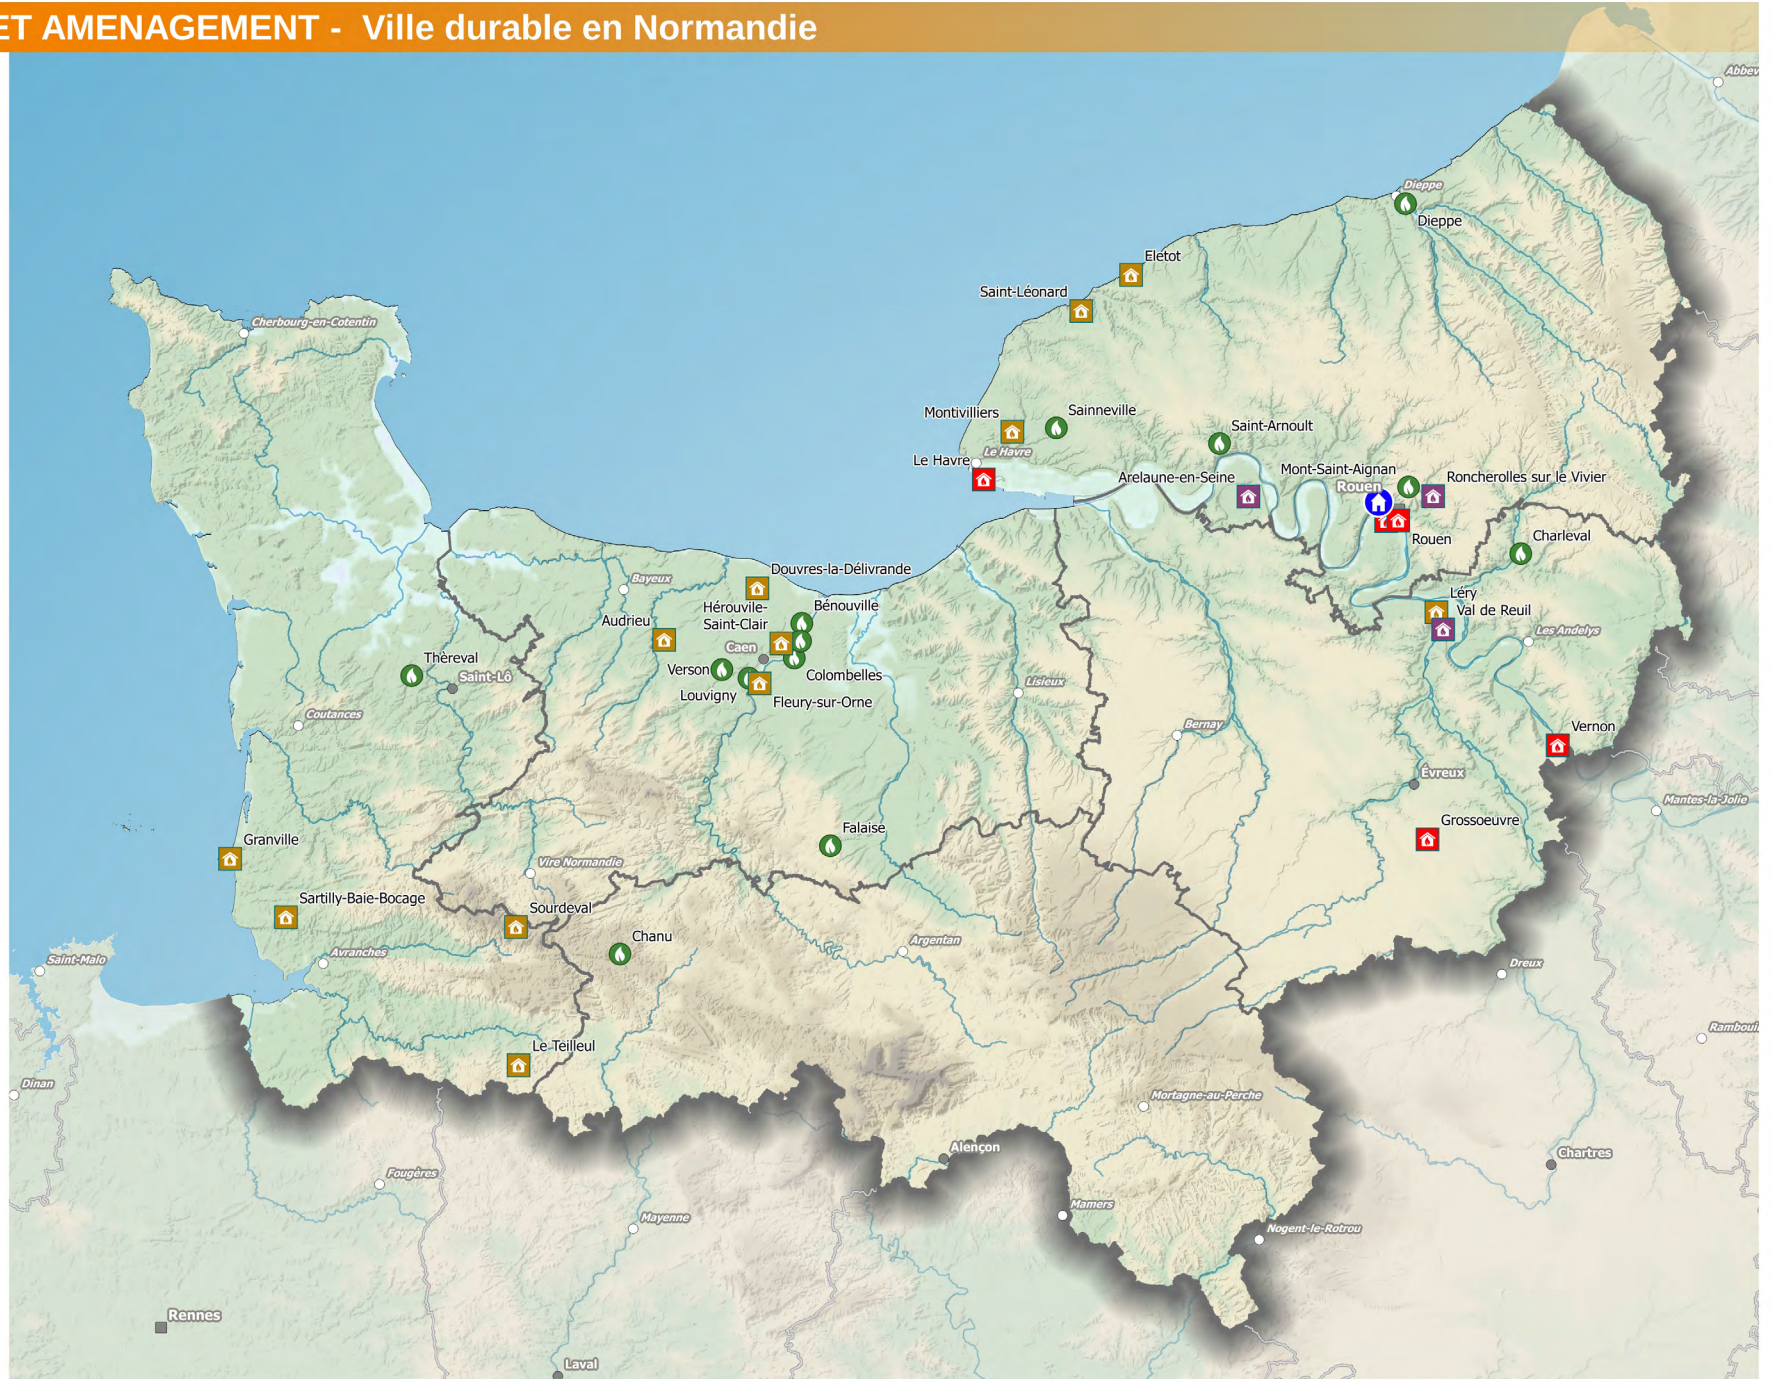 ET AMENAGEMENT - Ville durable en Normandie
Dieppe
Dieppe
Eletot
Saint-Léonard
Cherbourg-en-Cotentin
Montivilliers
Sainneville
Saint-Arnoult
Le Havre
Le Havre
Mont-Saint-Aignan
Arelaune-en-Seine
Rouen
Roncherolles sur le Vivier
Rouen
Charleval
Douvres-la-Délivrande
Bayeux
Hérouvile-
Saint-Clair
Bénouville
Léry
Val de Reuil
Audrieu
Caen
Les Andelys
Thèreval
Saint-Lô
Verson
Colombelles
Louvigny
Fleury-sur-Orne
Lisieux
Coutances
Bernay
Vernon
Évreux
Mantes-la-Jolie
Grossoeuvre
Falaise
Granville
Vire Normandie
Sartilly-Baie-Bocage
Sourdeval
Chanu
Argentan
Avranches
Saint-Malo
Dreux
Le Teilleul
Dinan
Mortagne-au-Perche
Alençon
Chartres
Fougères
Mamers
Mayenne
Nogent-le-Rotrou
Rennes
Laval